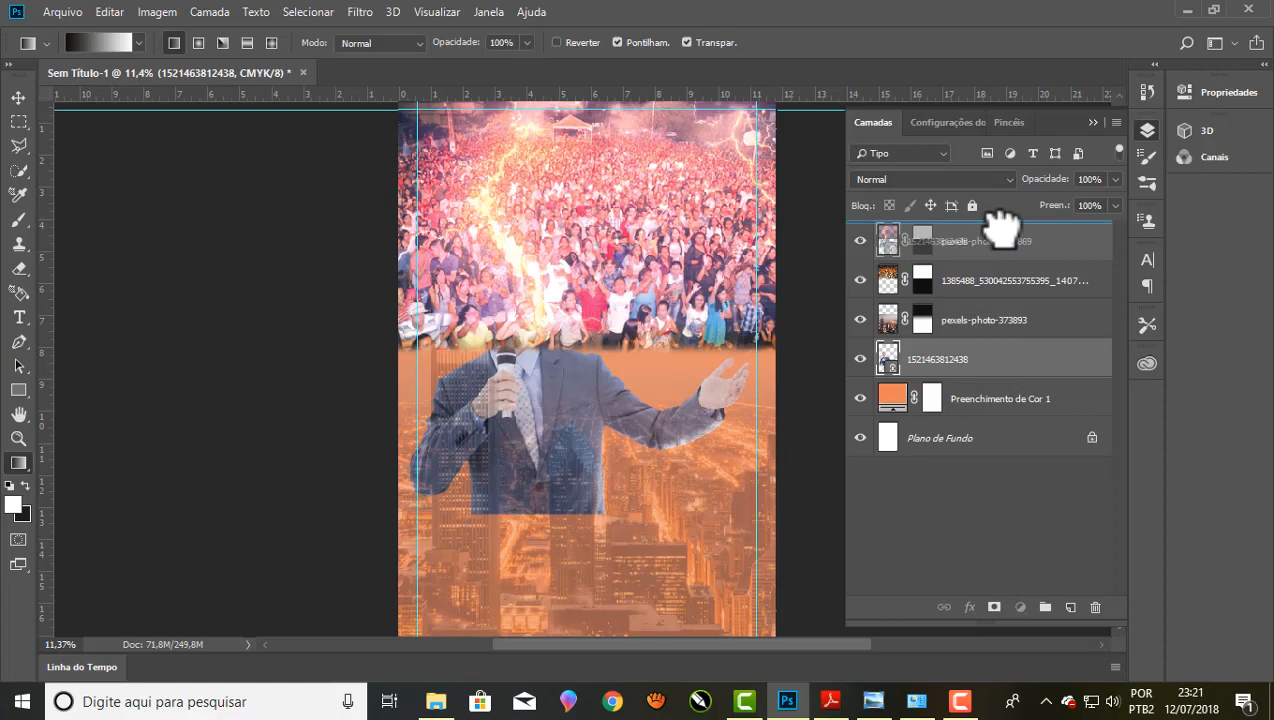 Ps Arquivo Editar Imagem Camada Texto Selecionar Filtro 3D Visualizar Janela Ajuda
Modo: Normal Opacidade: 100% Reverter Pontilham. Transpar.
Sem Título-1 @ 11,4% (1521463812438, CMYK/8) *
Propriedades
3D
Canais
Camadas Configurações do Pincéis
Tipo
Normal Opacidade: 100%
Bloq.: Preen.: 100%
1385488_530042553755395_1407...
pexels-photo-373893
1521463812438
Preenchimento de Cor 1
Plano de Fundo
11,37% Doc: 71,8M/249,8M
Linha do Tempo
Digite aqui para pesquisar
POR
PTB2
23:21
12/07/2018